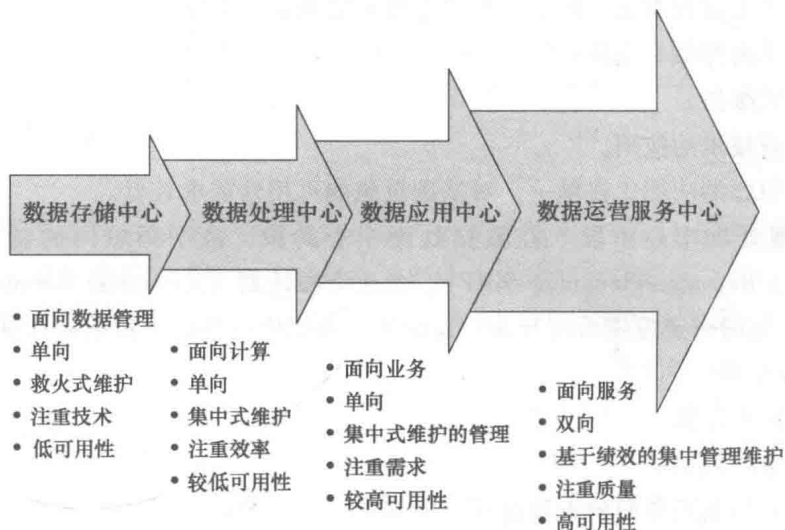 数据存储中心
数据处理中心
数据应用中心
数据运营服务中心
• 面向数据管理
• 单向
• 救火式维护
• 注重技术
• 低可用性
• 面向计算
• 单向
• 集中式维护
• 注重效率
• 较低可用性
• 面向业务
• 单向
• 集中式维护的管理
• 注重需求
• 较高可用性
• 面向服务
• 双向
• 基于绩效的集中管理维护
• 注重质量
• 高可用性